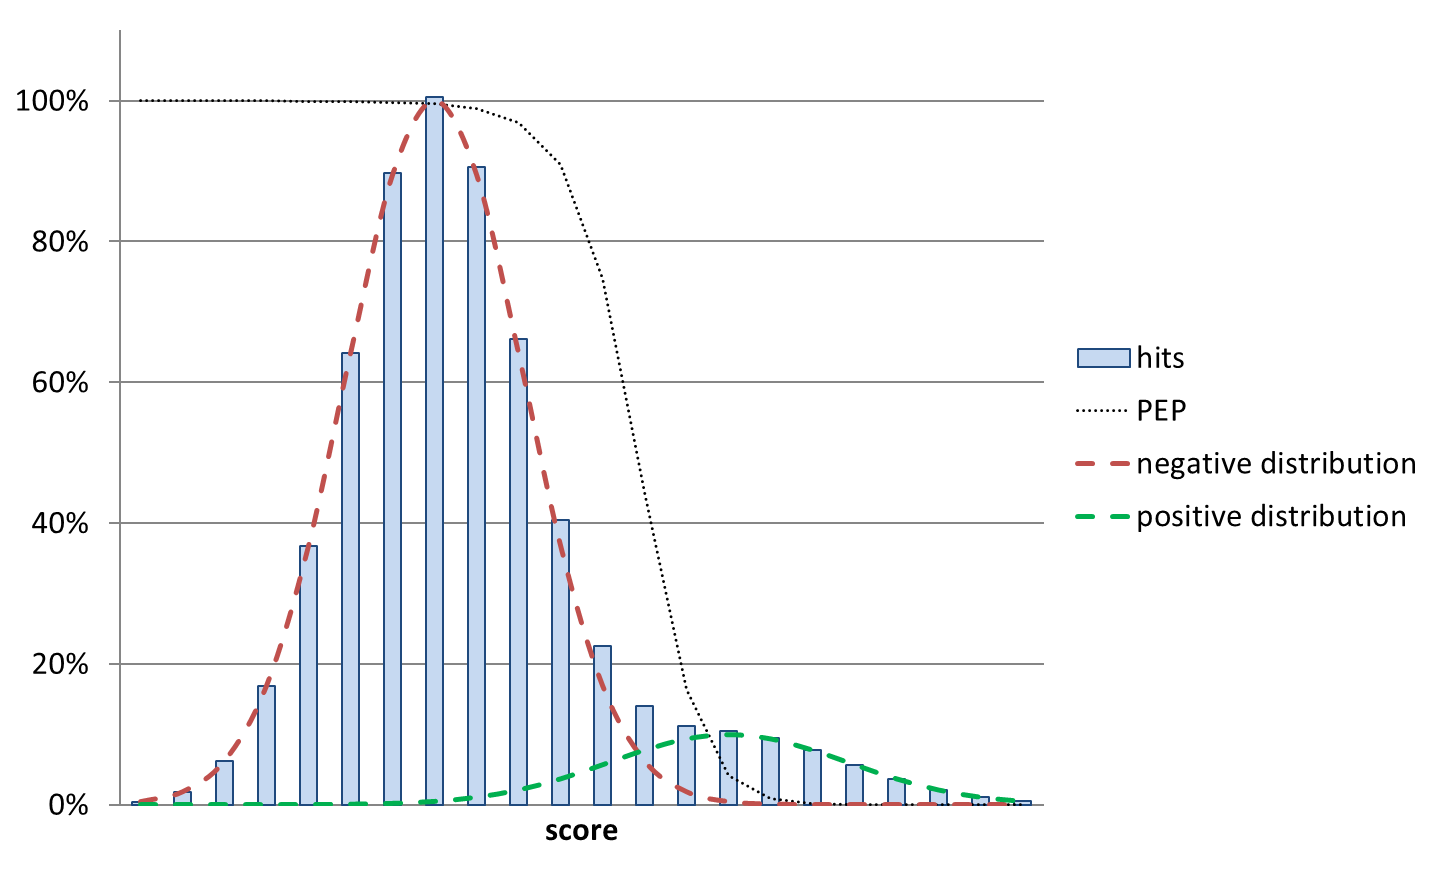 100%
80%
60%
40%
20%
0%
score
hits
PEP
negative distribution
positive distribution